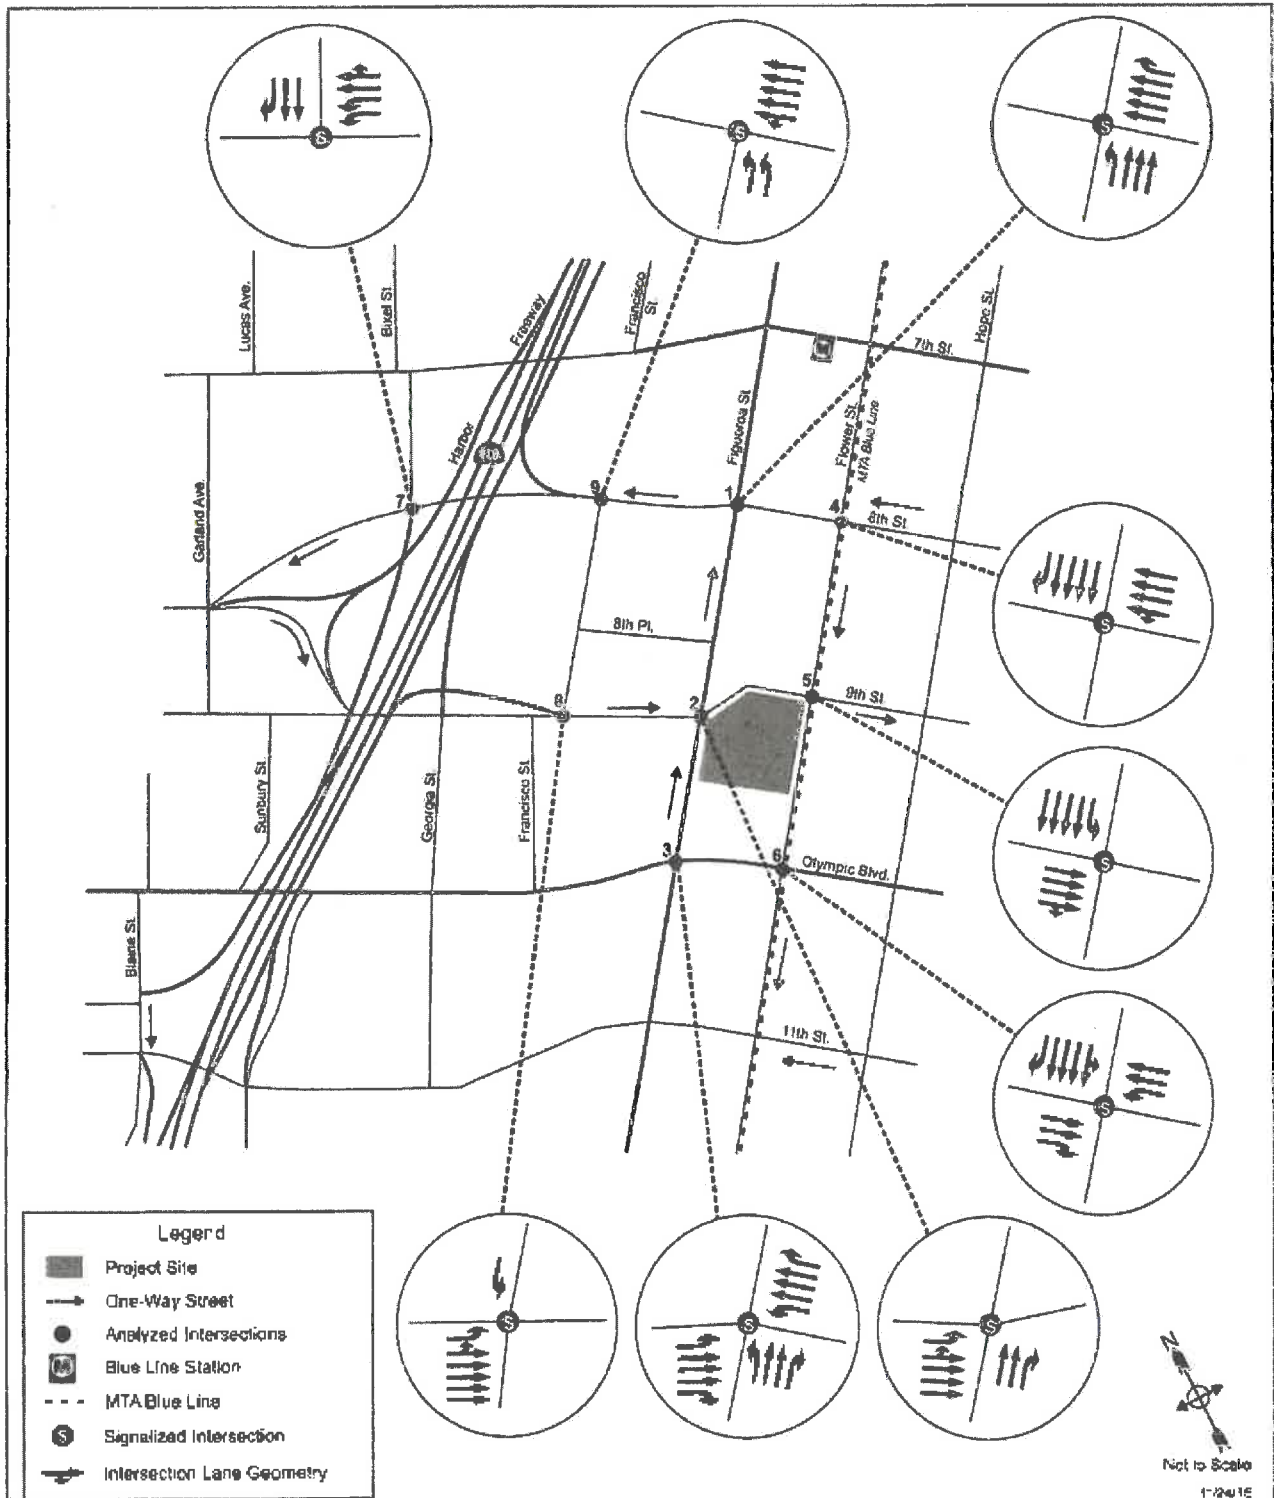 S
S
S
Lucas Ave.
Bixel St.
Freeway
Francisco
St.
Hope St.
M
7th St.
Harbor
Figueroa St
Flower St.
MTA Blue Line
Garland Ave.
7
9
1
4
8th St
S
8th Pl.
8
2
5
9th St.
Sunbury St.
Georgia St.
Francisco St.
S
3
6
Olympic Blvd.
Blaine St.
11th St.
S
S
S
S
Legend
Project Site
One-Way Street
Analyzed Intersections
M
Blue Line Station
MTA Blue Line
S
Signalized Intersection
Intersection Lane Geometry
N
Not to Scale